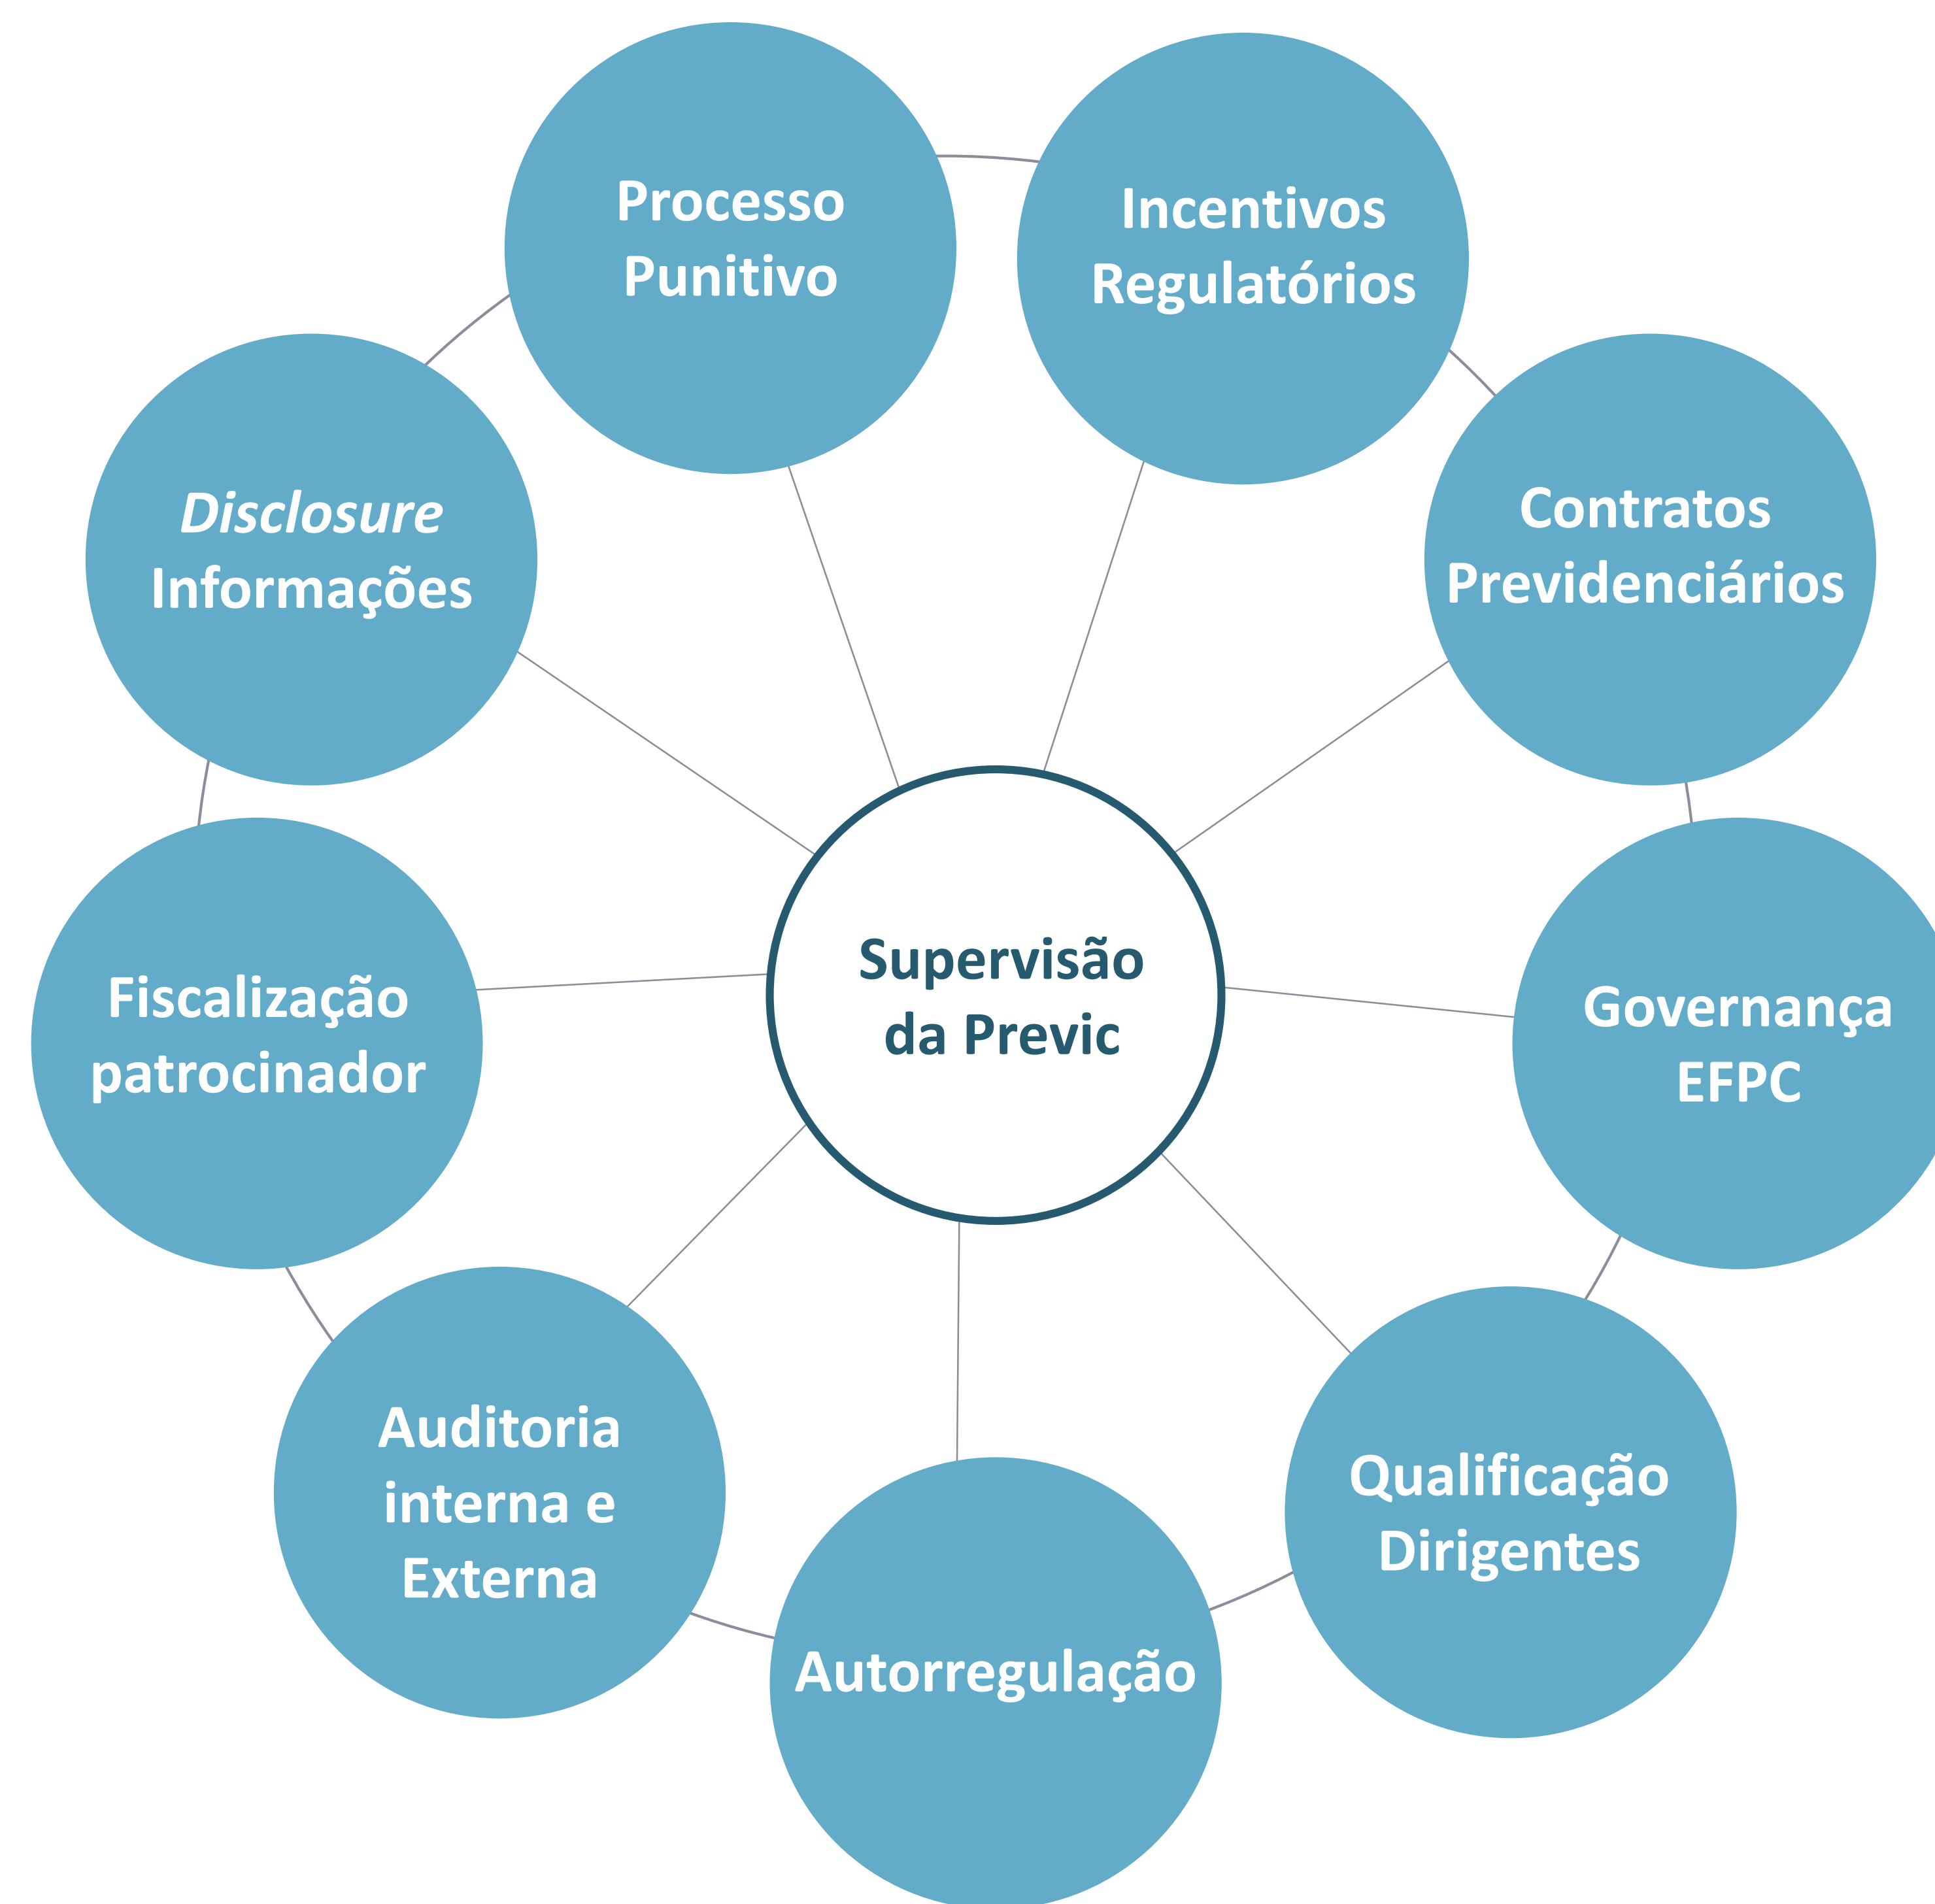 Processo
Punitivo
Incentivos
Regulatórios
Disclosure
Informações
Contratos
Previdenciários
Supervisão
da Previc
Fiscalização
patrocinador
Governança
EFPC
Auditoria
interna e
Externa
Qualificação
Dirigentes
Autorregulação